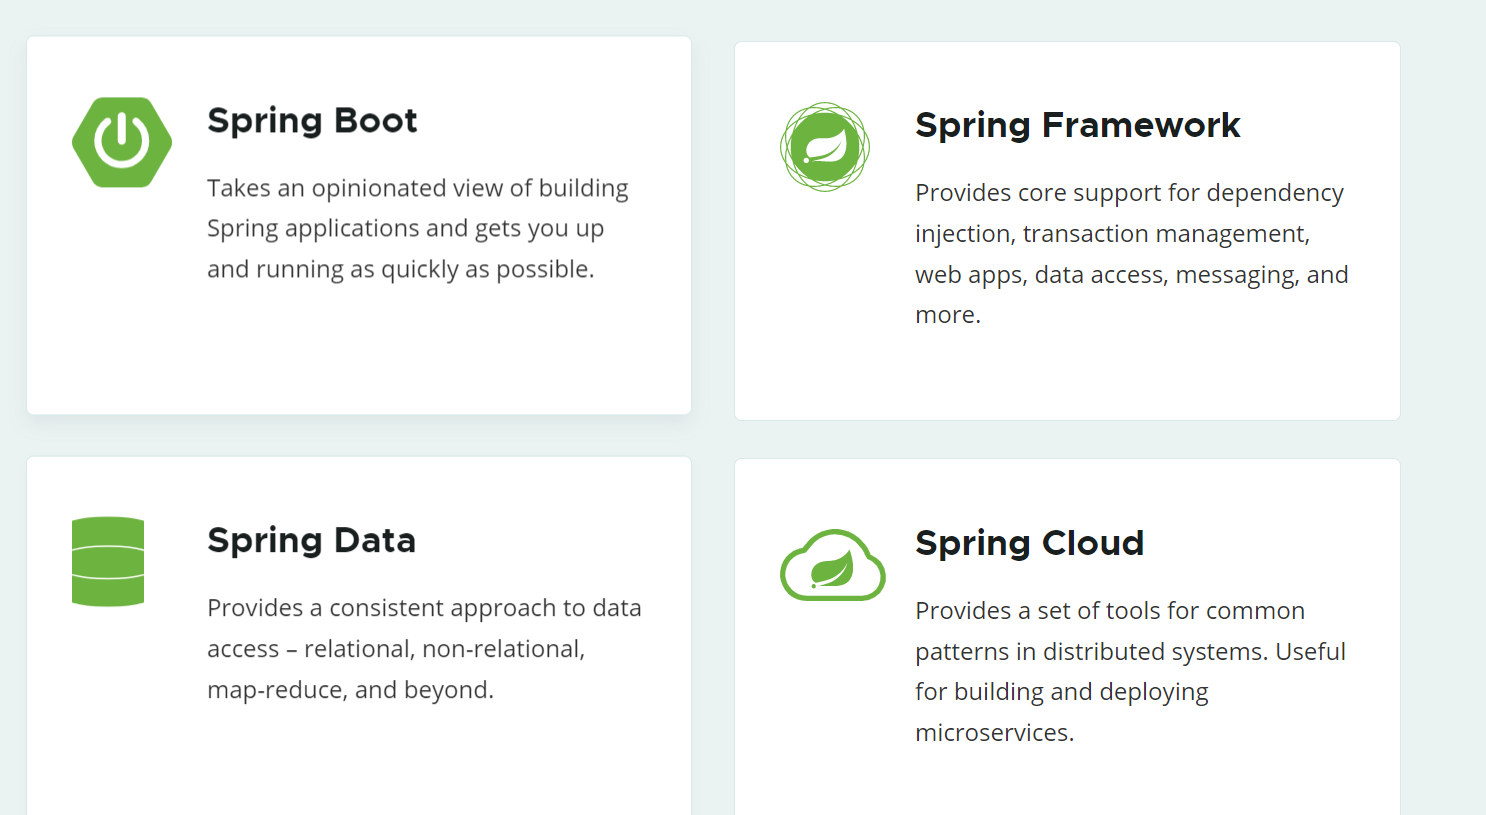 Spring Boot
Takes an opinionated view of building
Spring applications and gets you up
and running as quickly as possible.
Spring Framework
Provides core support for dependency
injection, transaction management,
web apps, data access, messaging, and
more.
Spring Data
Provides a consistent approach to data
access – relational, non-relational,
map-reduce, and beyond.
Spring Cloud
Provides a set of tools for common
patterns in distributed systems. Useful
for building and deploying
microservices.